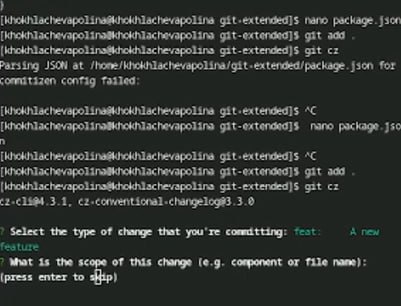 }
[khokhlachevapolina@khokhlachevapolina git-extended]$ nano package.json
[khokhlachevapolina@khokhlachevapolina git-extended]$ git add .
[khokhlachevapolina@khokhlachevapolina git-extended]$ git cz
Parsing JSON at /home/khokhlachevapolina/git-extended/package.json for
commitizen config failed:
[khokhlachevapolina@khokhlachevapolina git-extended]$ ^C
[khokhlachevapolina@khokhlachevapolina git-extended]$  nano package.jso
n
[khokhlachevapolina@khokhlachevapolina git-extended]$ ^C
[khokhlachevapolina@khokhlachevapolina git-extended]$ git add .
[khokhlachevapolina@khokhlachevapolina git-extended]$ git cz
cz-cli@4.3.1, cz-conventional-changelog@3.3.0
? Select the type of change that you're committing: feat:     A new
feature
? What is the scope of this change (e.g. component or file name):
(press enter to skip)